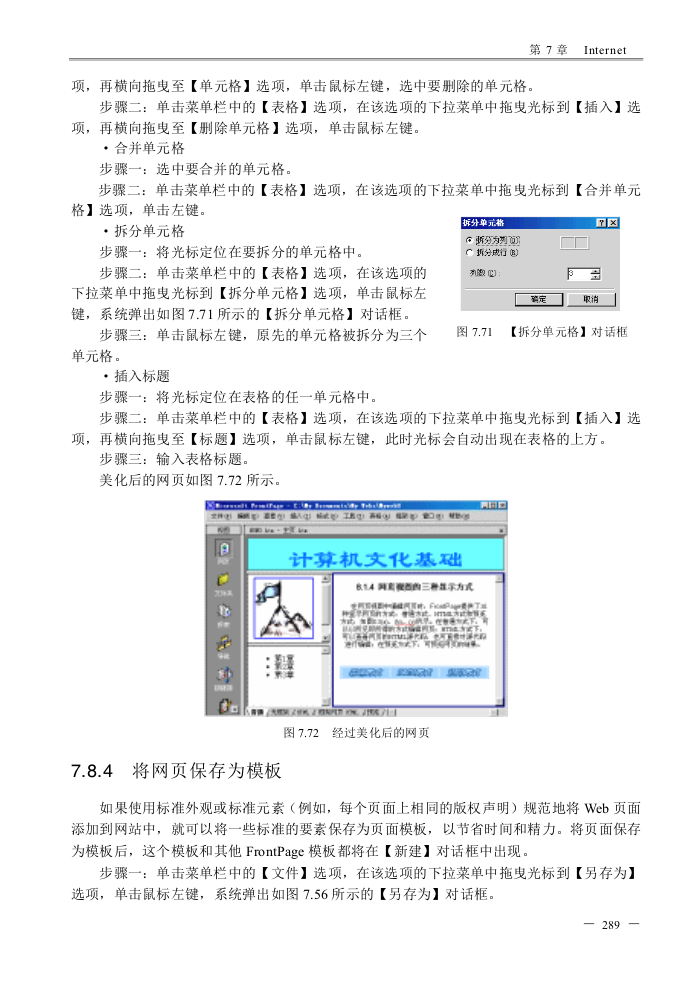 第 7 章 Internet
项，再横向拖曳至【单元格】选项，单击鼠标左键，选中要删除的单元格。
步骤二：单击菜单栏中的【表格】选项，在该选项的下拉菜单中拖曳光标到【插入】选
项，再横向拖曳至【删除单元格】选项，单击鼠标左键。
·合并单元格
步骤一：选中要合并的单元格。
步骤二：单击菜单栏中的【表格】选项，在该选项的下拉菜单中拖曳光标到【合并单元
格】选项，单击左键。
·拆分单元格
步骤一：将光标定位在要拆分的单元格中。
步骤二：单击菜单栏中的【表格】选项，在该选项的
下拉菜单中拖曳光标到【拆分单元格】选项，单击鼠标左
键，系统弹出如图 7.71 所示的【拆分单元格】对话框。
步骤三：单击鼠标左键，原先的单元格被拆分为三个
单元格。
拆分单元格
拆分为列(O)
拆分成行(R)
列数(C):
3
确定 取消
图 7.71 【拆分单元格】对话框
·插入标题
步骤一：将光标定位在表格的任一单元格中。
步骤二：单击菜单栏中的【表格】选项，在该选项的下拉菜单中拖曳光标到【插入】选
项，再横向拖曳至【标题】选项，单击鼠标左键，此时光标会自动出现在表格的上方。
步骤三：输入表格标题。
美化后的网页如图 7.72 所示。
计算机文化基础
6.1.4 网页视图的三种显示方式
第1章
第2章
第3章
图 7.72 经过美化后的网页
7.8.4 将网页保存为模板
如果使用标准外观或标准元素（例如，每个页面上相同的版权声明）规范地将 Web 页面
添加到网站中，就可以将一些标准的要素保存为页面模板，以节省时间和精力。将页面保存
为模板后，这个模板和其他 FrontPage 模板都将在【新建】对话框中出现。
步骤一：单击菜单栏中的【文件】选项，在该选项的下拉菜单中拖曳光标到【另存为】
选项，单击鼠标左键，系统弹出如图 7.56 所示的【另存为】对话框。
— 289 —